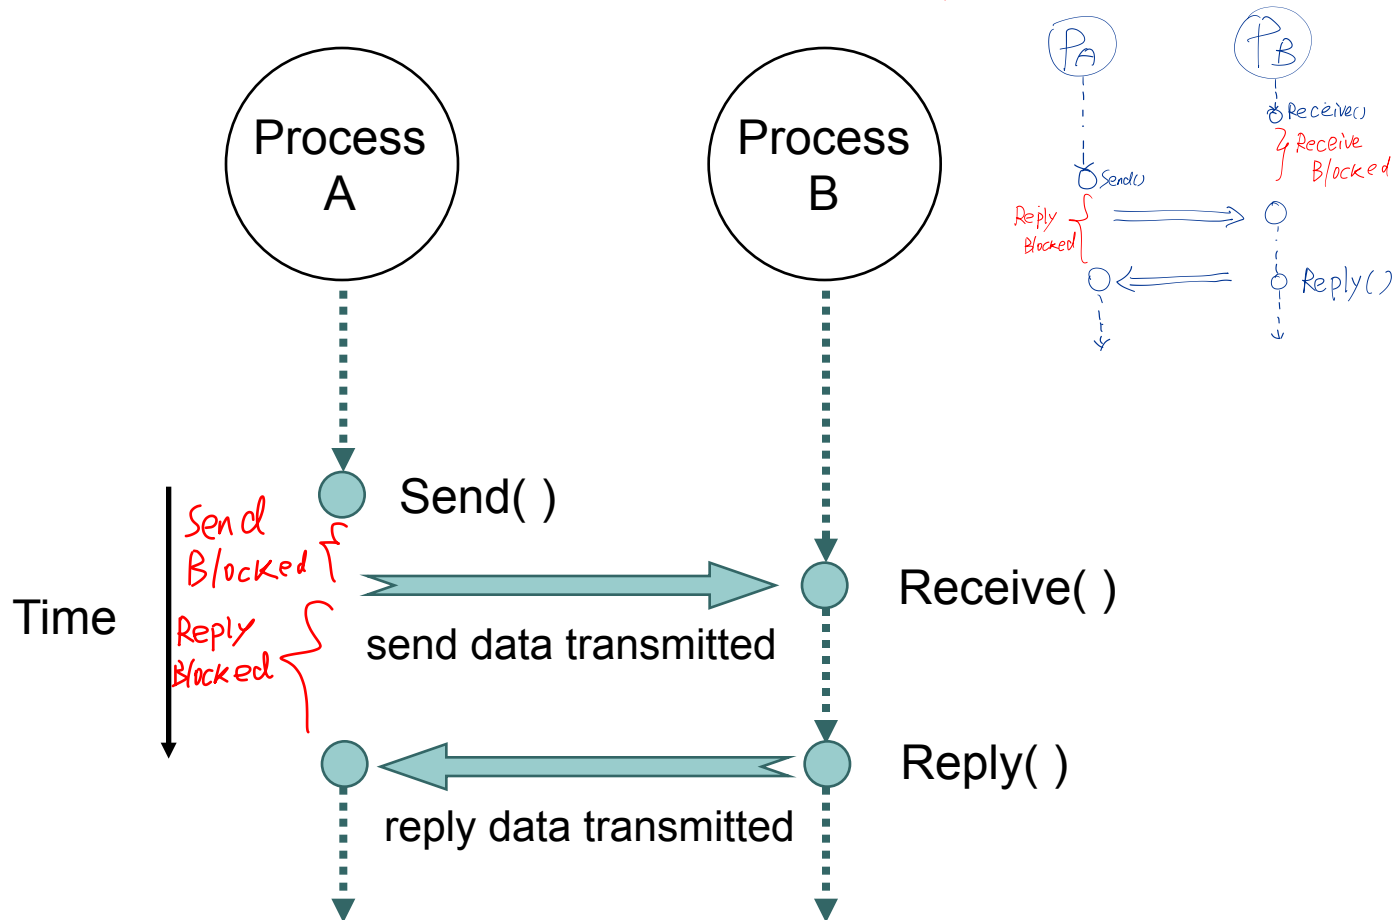 Process
A
Process
B
PA
PB
Receive()
Receive
Blocked
Send()
Reply
Blocked
Reply()
Send( )
Send
Blocked
Receive( )
Time
Reply
Blocked
send data transmitted
Reply( )
reply data transmitted